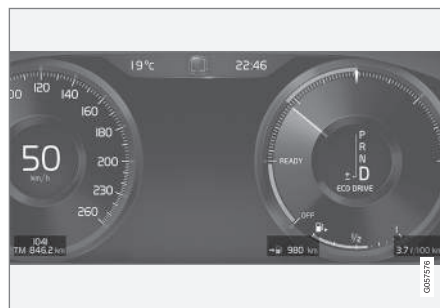 19°C 22:46
00 120 140 160 180 200 230 260
50
km/h
1041
TM 846.2 km
READY
OFF
P
R
N
± D
ECO DRIVE
1/2 1
980 km
3.7 l/100 km
G057576